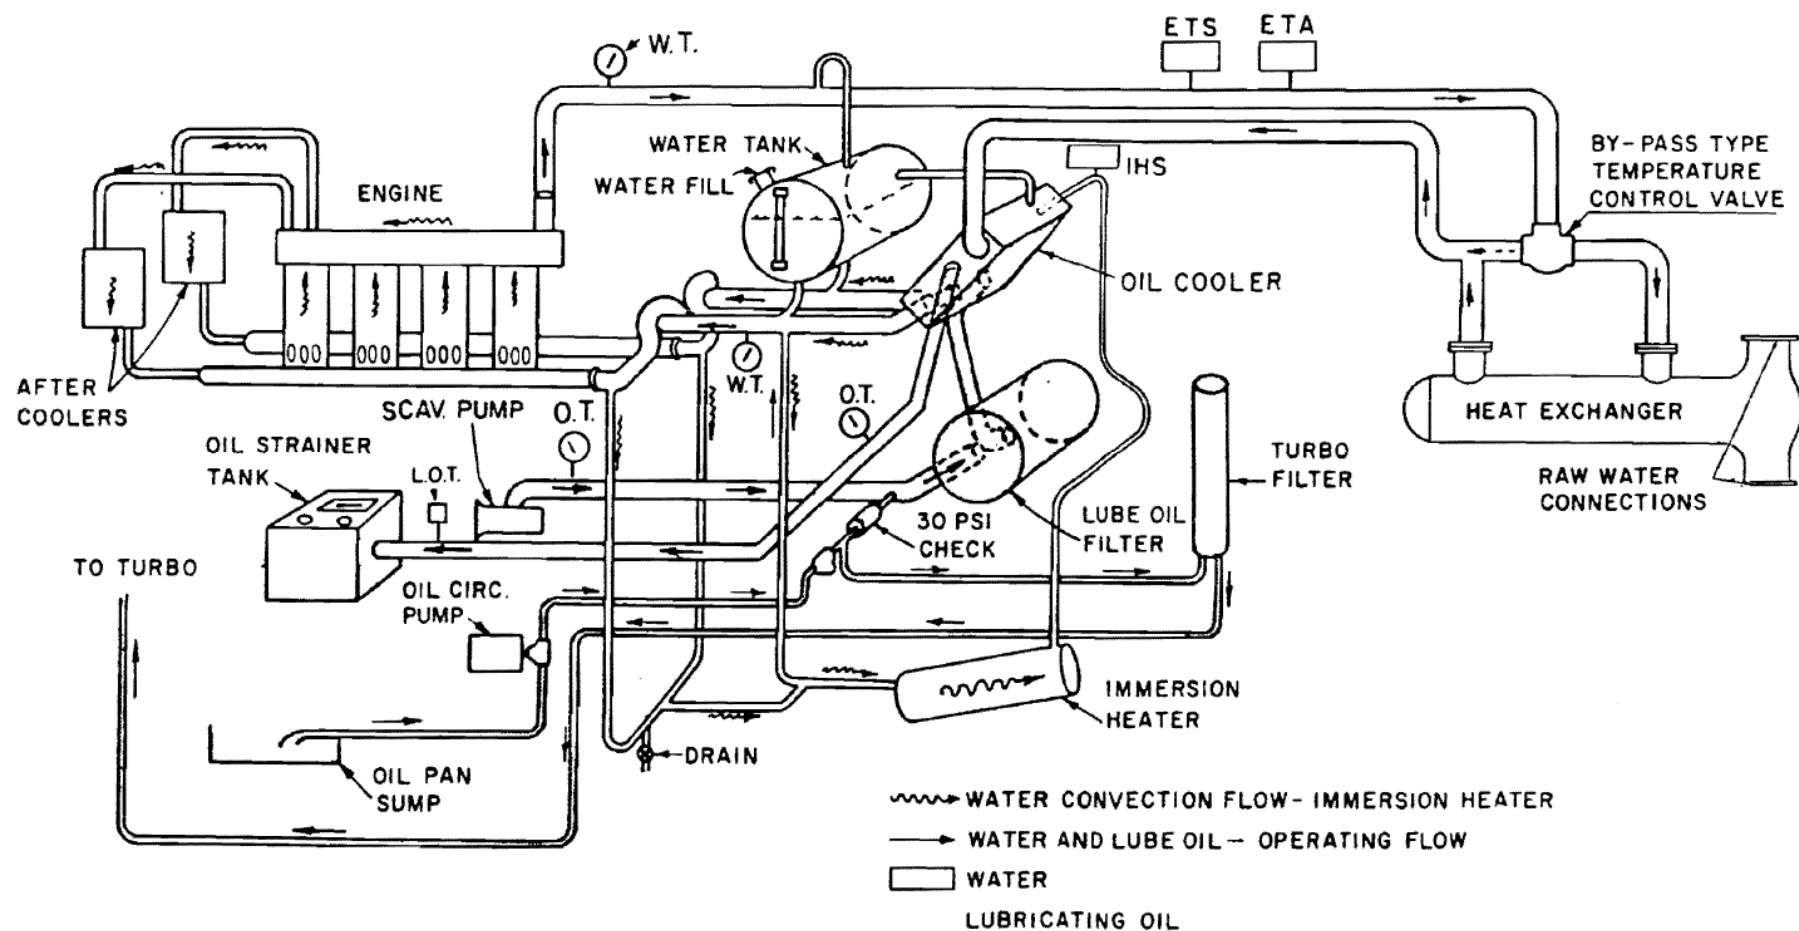 ETS
ETA
W.T.
WATER TANK
WATER FILL
IHS
BY-PASS TYPE
TEMPERATURE
CONTROL VALVE
ENGINE
OIL COOLER
AFTER
COOLERS
W.T.
SCAV. PUMP
O.T.
O.T.
HEAT EXCHANGER
OIL STRAINER
TANK
L.O.T.
TURBO
FILTER
RAW WATER
CONNECTIONS
30 PSI
CHECK
LUBE OIL
FILTER
TO TURBO
OIL CIRC.
PUMP
IMMERSION
HEATER
DRAIN
OIL PAN
SUMP
WATER CONVECTION FLOW- IMMERSION HEATER
WATER AND LUBE OIL - OPERATING FLOW
WATER
LUBRICATING OIL